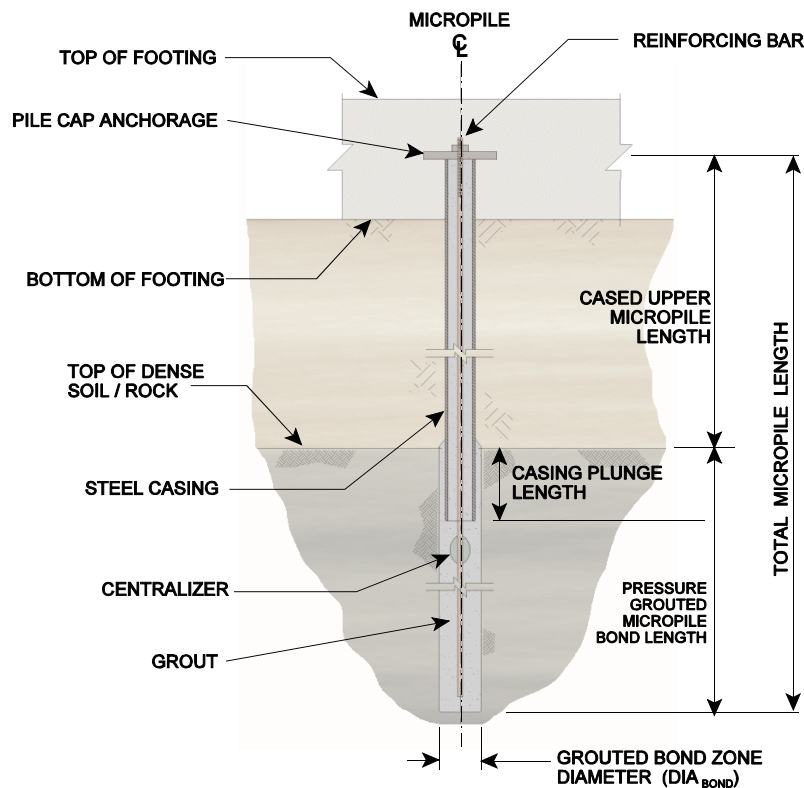 MICROPILE
℄
REINFORCING BAR
TOP OF FOOTING
PILE CAP ANCHORAGE
BOTTOM OF FOOTING
CASED UPPER
MICROPILE
LENGTH
TOP OF DENSE
SOIL / ROCK
STEEL CASING
CASING PLUNGE
LENGTH
TOTAL MICROPILE LENGTH
CENTRALIZER
PRESSURE
GROUTED
MICROPILE
BOND LENGTH
GROUT
GROUTED BOND ZONE
DIAMETER (DIA BOND)